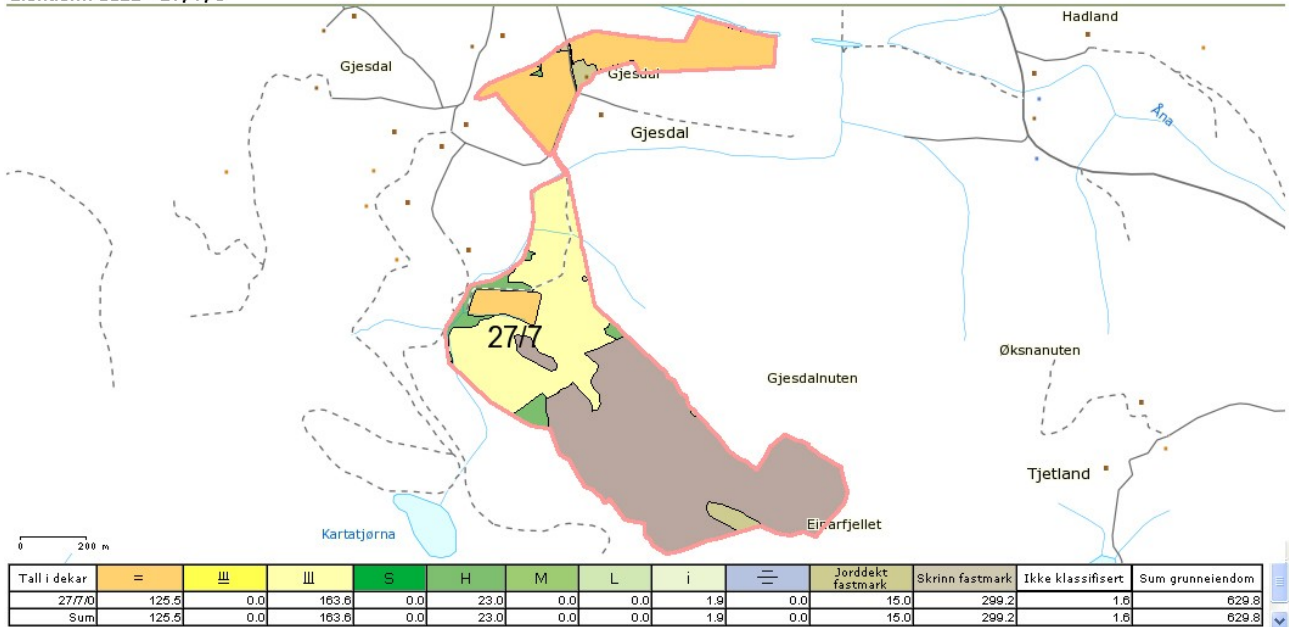 Hadland
Gjesdal
Gjesdal
Åna
Gjesdal
27/7
Øksnanuten
Gjesdalnuten
Tjetland
Einarfjellet
Kartatjørna
0 200 m
Tall i dekar = S H M L i Jorddekt fastmark Skrinn fastmark Ikke klassifisert Sum grunneiendom
27/7/0 125.5 0.0 163.6 0.0 23.0 0.0 0.0 1.9 0.0 15.0 299.2 1.6 629.8
Sum 125.5 0.0 163.6 0.0 23.0 0.0 0.0 1.9 0.0 15.0 299.2 1.6 629.8